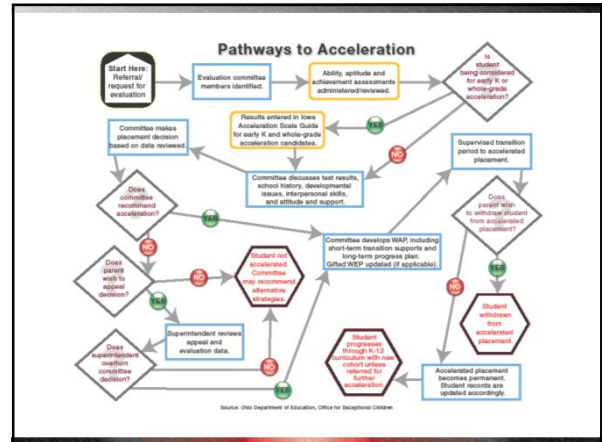 Pathways to Acceleration
Start Here:
Referral/
request for
evaluation
Evaluation committee
members identified.
Ability, aptitude and
achievement assessments
administered/reviewed.
Is
student
being considered
for early K or
whole-grade
acceleration?
YES
NO
Results entered in Iowa
Acceleration Scale Guide
for early K and whole-grade
acceleration candidates.
Committee makes
placement decision
based on data reviewed.
Committee discusses test results,
school history, developmental
issues, interpersonal skills,
and attitude and support.
Supervised transition
period to accelerated
placement.
Does
committee
recommend
acceleration?
YES
NO
Committee develops WAP, including
short-term transition supports and
long-term progress plan.
Gifted WEP updated (if applicable).
Does
parent wish
to withdraw student
from accelerated
placement?
YES
NO
Does
parent
wish to
appeal
decision?
NO
YES
Student not
accelerated.
Committee
may recommend
alternative
strategies.
Superintendent reviews
appeal and
evaluation data.
Does
superintendent
overturn
committee
decision?
NO
YES
Student
withdrawn
from
accelerated
placement.
Student
progresses
through K-12
curriculum with new
cohort unless
referred for
further
acceleration.
Accelerated placement
becomes permanent.
Student records are
updated accordingly.
Source: Ohio Department of Education, Office for Exceptional Children